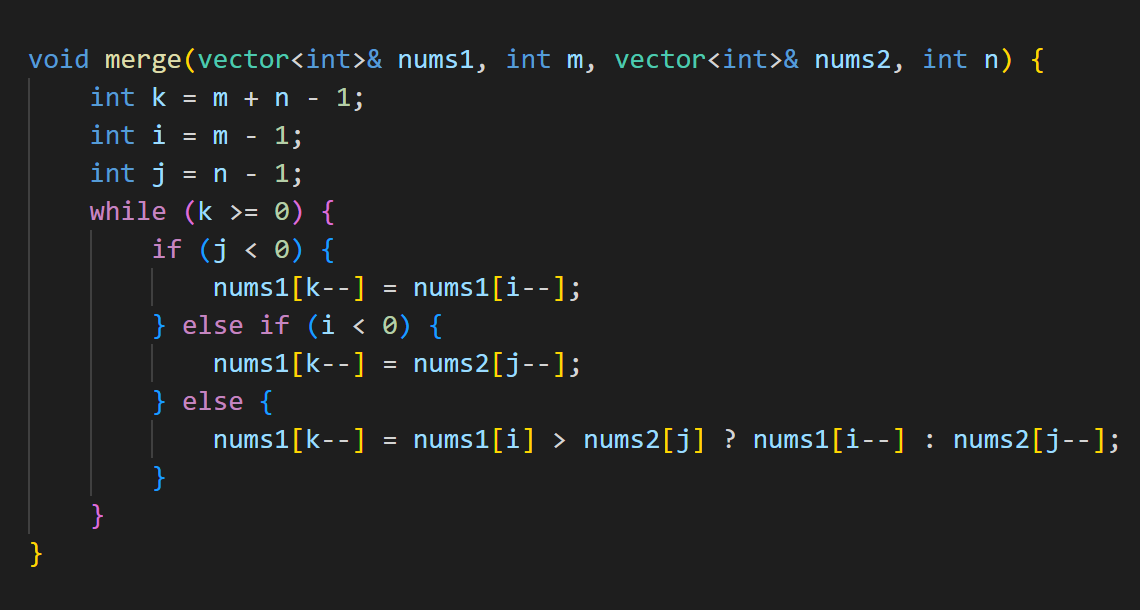 void merge(vector<int>& nums1, int m, vector<int>& nums2, int n) {
    int k = m + n - 1;
    int i = m - 1;
    int j = n - 1;
    while (k >= 0) {
        if (j < 0) {
            nums1[k--] = nums1[i--];
        } else if (i < 0) {
            nums1[k--] = nums2[j--];
        } else {
            nums1[k--] = nums1[i] > nums2[j] ? nums1[i--] : nums2[j--];
        }
    }
}